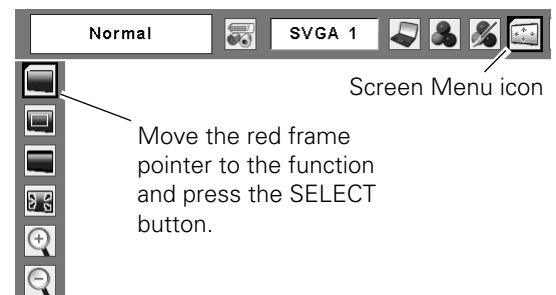 Normal
SVGA 1
Screen Menu icon
Move the red frame
pointer to the function
and press the SELECT
button.